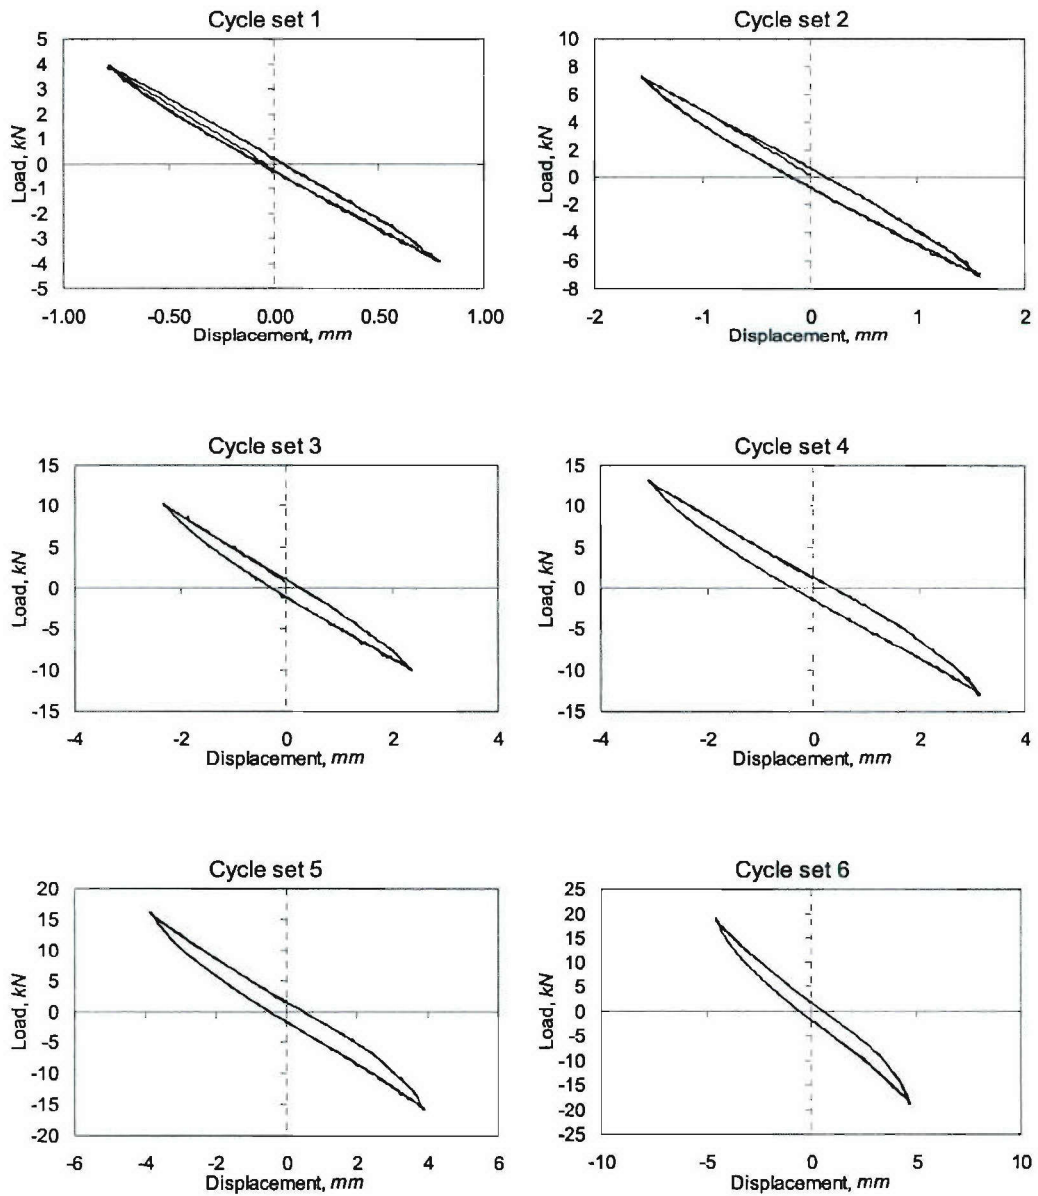 Cycle set 1
5
4
3
2
1
0
-1
-2
-3
-4
-5
Load, kN
-1.00 -0.50 0.00 0.50 1.00
Displacement, mm
Cycle set 2
10
8
6
4
2
0
-2
-4
-6
-8
Load, kN
-2 -1 0 1 2
Displacement, mm
Cycle set 3
15
10
5
0
-5
-10
-15
Load, kN
-4 -2 0 2 4
Displacement, mm
Cycle set 4
15
10
5
0
-5
-10
-15
Load, kN
-4 -2 0 2 4
Displacement, mm
Cycle set 5
20
15
10
5
0
-5
-10
-15
-20
Load, kN
-6 -4 -2 0 2 4 6
Displacement, mm
Cycle set 6
25
20
15
10
5
0
-5
-10
-15
-20
-25
Load, kN
-10 -5 0 5 10
Displacement, mm